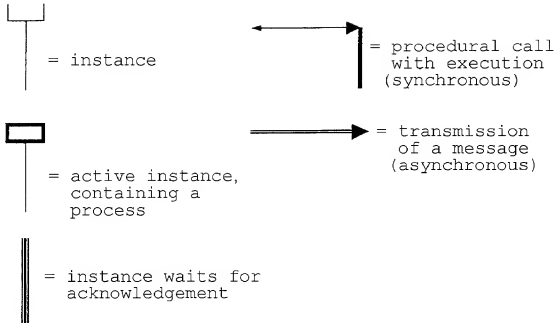 = instance
= procedural call
with execution
(synchronous)
= transmission
of a message
(asynchronous)
= active instance,
containing a
process
= instance waits for
acknowledgement